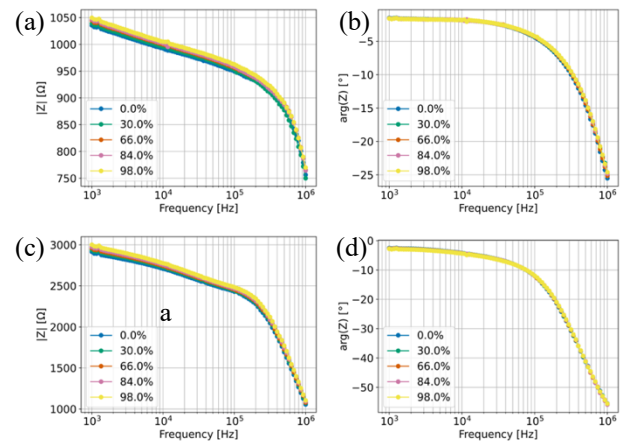 (a)
1050
1000
950
900
850
800
750
|Z| [Ω]
0.0%
30.0%
66.0%
84.0%
98.0%
10³ 10⁴ 10⁵ 10⁶
Frequency [Hz]
(b)
−5
−10
−15
−20
−25
arg(Z) [°]
0.0%
30.0%
66.0%
84.0%
98.0%
10³ 10⁴ 10⁵ 10⁶
Frequency [Hz]
(c)
3000
2500
2000
1500
1000
|Z| [Ω]
a
0.0%
30.0%
66.0%
84.0%
98.0%
10³ 10⁴ 10⁵ 10⁶
Frequency [Hz]
(d)
0
−10
−20
−30
−40
−50
arg(Z) [°]
0.0%
30.0%
66.0%
84.0%
98.0%
10³ 10⁴ 10⁵ 10⁶
Frequency [Hz]